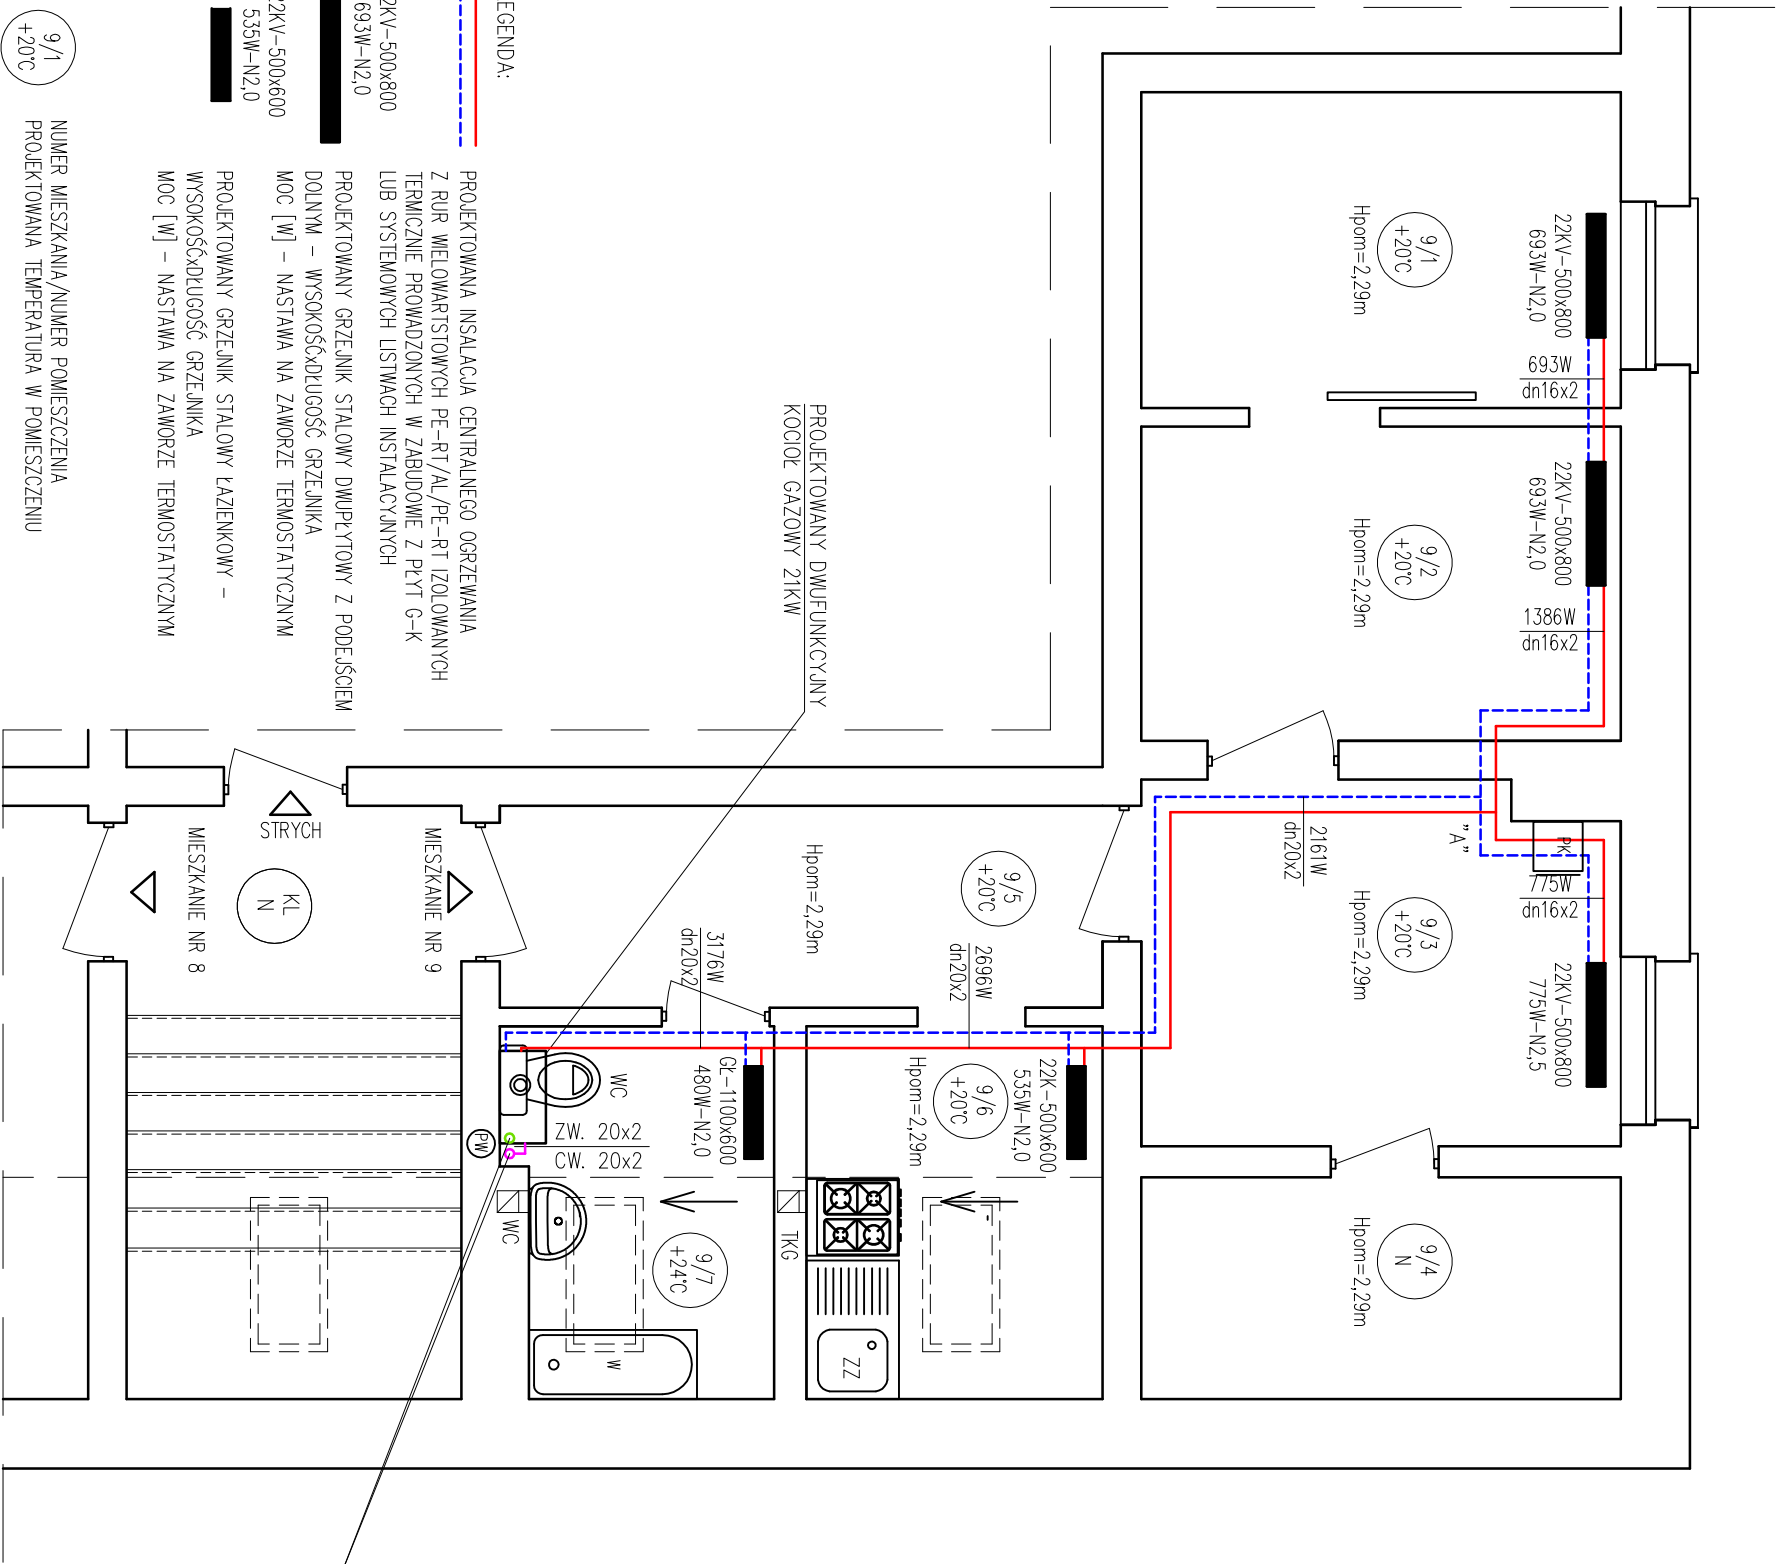 EGENDA:
PROJEKTOWANA INSALACJA CENTRALNEGO OGRZEWANIA
Z RUR WIELOWARTSTOWYCH PE-RT/AL/PE-RT IZOLOWANYCH
TERMICZNIE PROWADZONYCH W ZABUDOWIE Z PŁYT G-K
LUB SYSTEMOWYCH LISTWACH INSTALACYJNYCH
2KV-500x800
693W-N2,0
PROJEKTOWANY GRZEJNIK STALOWY DWUPŁYTOWY Z PODEJŚCIEM
DOLNYM - WYSOKOŚĆxDŁUGOŚĆ GRZEJNIKA
MOC [W] - NASTAWA NA ZAWORZE TERMOSTATYCZNYM
22KV-500x600
535W-N2,0
PROJEKTOWANY GRZEJNIK STALOWY ŁAZIENKOWY -
WYSOKOŚĆxDŁUGOŚĆ GRZEJNIKA
MOC [W] - NASTAWA NA ZAWORZE TERMOSTATYCZNYM
9/1
+20°C
NUMER MIESZKANIA/NUMER POMIESZCZENIA
PROJEKTOWANA TEMPERATURA W POMIESZCZENIU
PROJEKTOWANY DWUFUNKCYJNY
KOCIOŁ GAZOWY 21KW
22KV-500x800
693W-N2,0
9/1
+20°C
Hpom=2,29m
693W
dn16x2
22KV-500x800
693W-N2,0
9/2
+20°C
Hpom=2,29m
1386W
dn16x2
PK
775W
dn16x2
"A"
2161W
dn20x2
22KV-500x800
775W-N2,5
9/3
+20°C
Hpom=2,29m
9/4
N
Hpom=2,29m
9/5
+20°C
Hpom=2,29m
2696W
dn20x2
3176W
dn20x2
22K-500x600
535W-N2,0
9/6
+20°C
Hpom=2,29m
GŁ-1100x600
480W-N2,0
WC
ZW. 20x2
CW. 20x2
PW
WC
TKG
9/7
+24°C
W
ZZ
STRYCH
MIESZKANIE NR 9
MIESZKANIE NR 8
KL
N